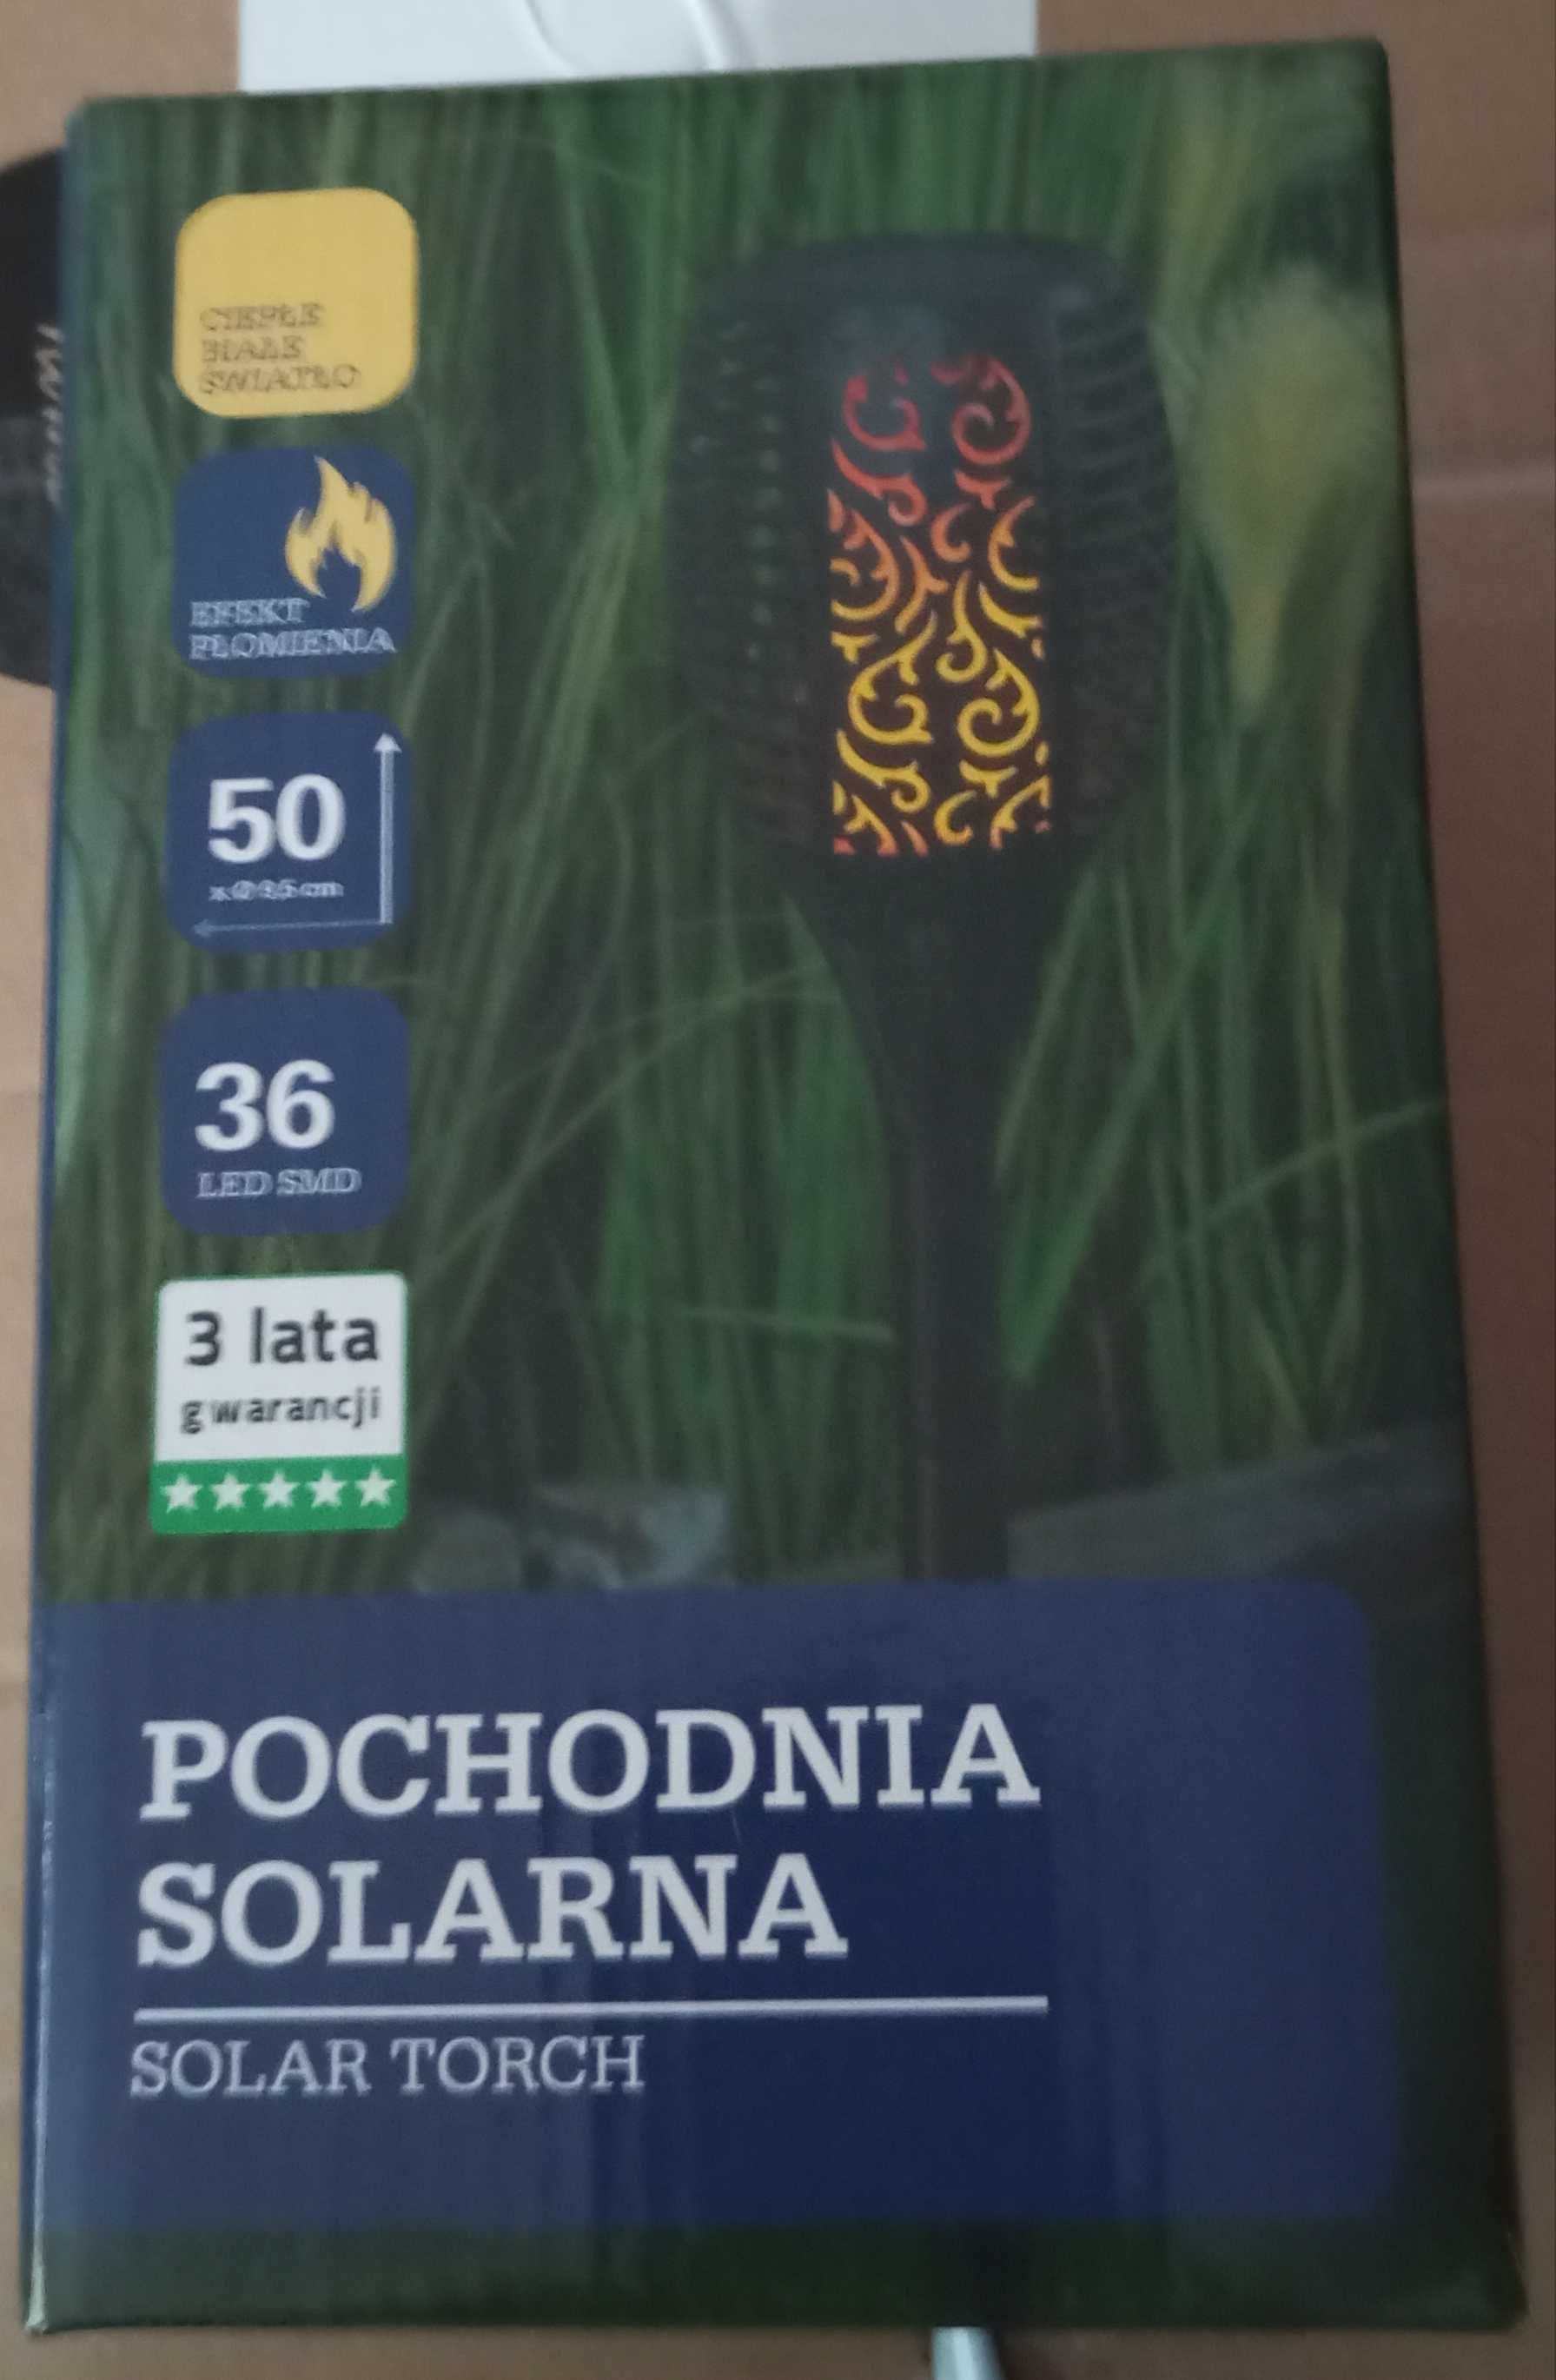 CIEPŁE
BIAŁE
ŚWIATŁO
EFEKT
PŁOMIENIA
50
36
LED SMD
3 lata
gwarancji
POCHODNIA
SOLARNA
SOLAR TORCH